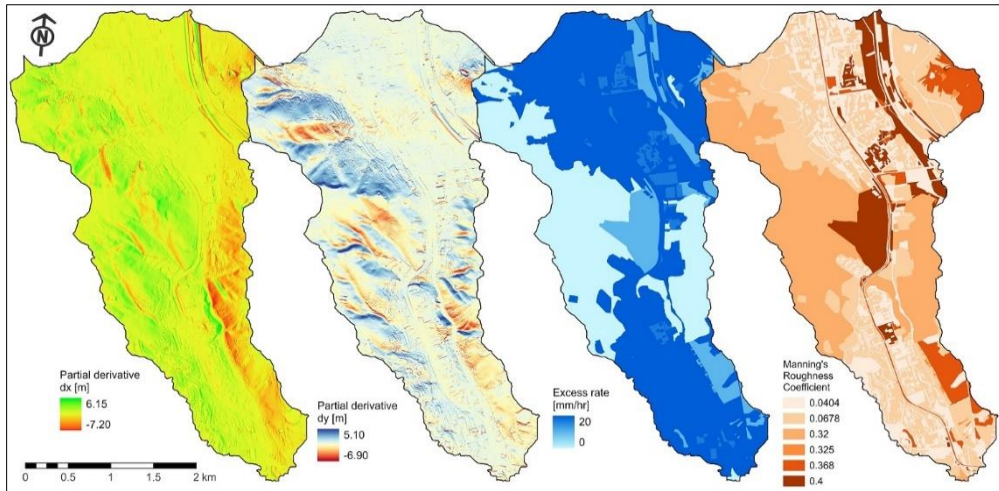 N
Partial derivative
dx [m]
6.15
-7.20
0 0.5 1 2 km
Partial derivative
dy [m]
5.10
-6.90
Excess rate
[mm/hr]
20
0
Manning's
Roughness
Coefficient
0.0404
0.0678
0.32
0.325
0.368
0.4